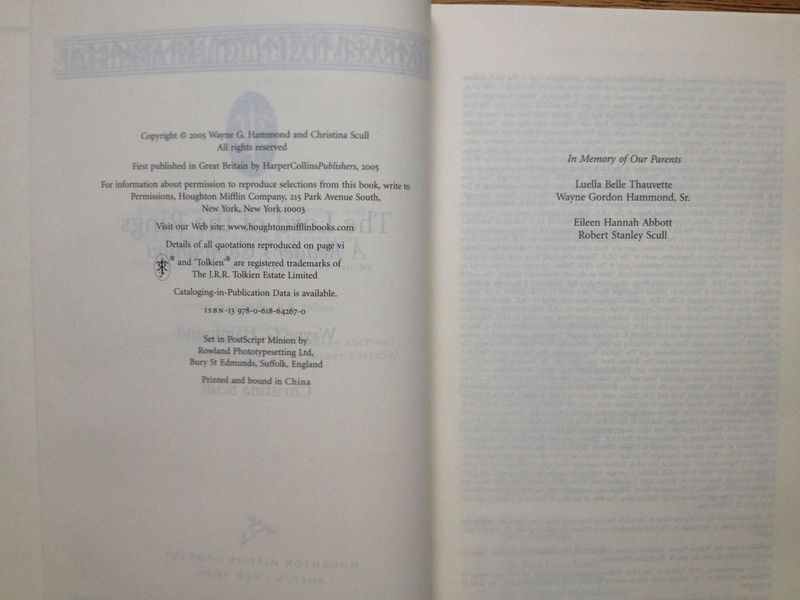 Copyright © 2005 Wayne G. Hammond and Christina Scull
All rights reserved
First published in Great Britain by HarperCollinsPublishers, 2005
For information about permission to reproduce selections from this book, write to
Permissions, Houghton Mifflin Company, 215 Park Avenue South,
New York, New York 10003
Visit our Web site: www.houghtonmifflinbooks.com
Details of all quotations reproduced on page vi
® and 'Tolkien'® are registered trademarks of
The J.R.R. Tolkien Estate Limited
Cataloging-in-Publication Data is available.
ISBN-13 978-0-618-64267-0
Set in PostScript Minion by
Rowland Phototypesetting Ltd,
Bury St Edmunds, Suffolk, England
Printed and bound in China
In Memory of Our Parents
Luella Belle Thauvette
Wayne Gordon Hammond, Sr.
Eileen Hannah Abbott
Robert Stanley Scull